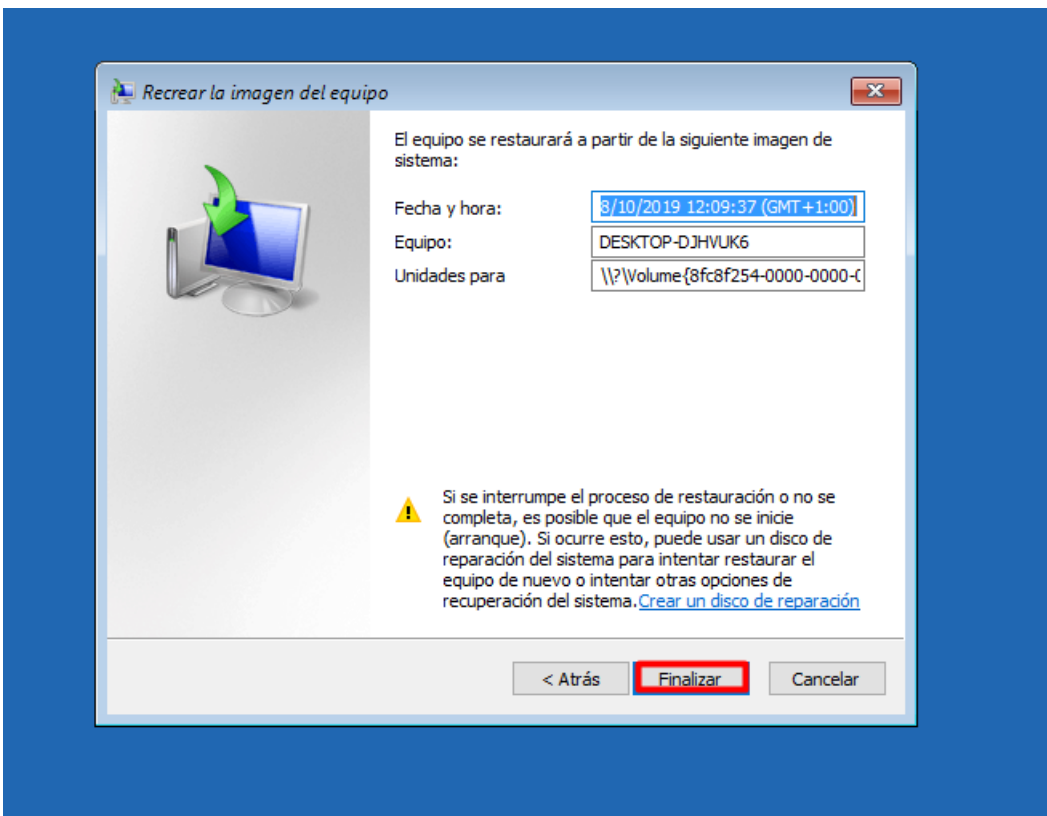 Recrear la imagen del equipo
El equipo se restaurará a partir de la siguiente imagen de
sistema:
Fecha y hora: 8/10/2019 12:09:37 (GMT+1:00)
Equipo: DESKTOP-DJHVUK6
Unidades para \\?\Volume{8fc8f254-0000-0000-0
Si se interrumpe el proceso de restauración o no se
completa, es posible que el equipo no se inicie
(arranque). Si ocurre esto, puede usar un disco de
reparación del sistema para intentar restaurar el
equipo de nuevo o intentar otras opciones de
recuperación del sistema. Crear un disco de reparación
< Atrás Finalizar Cancelar